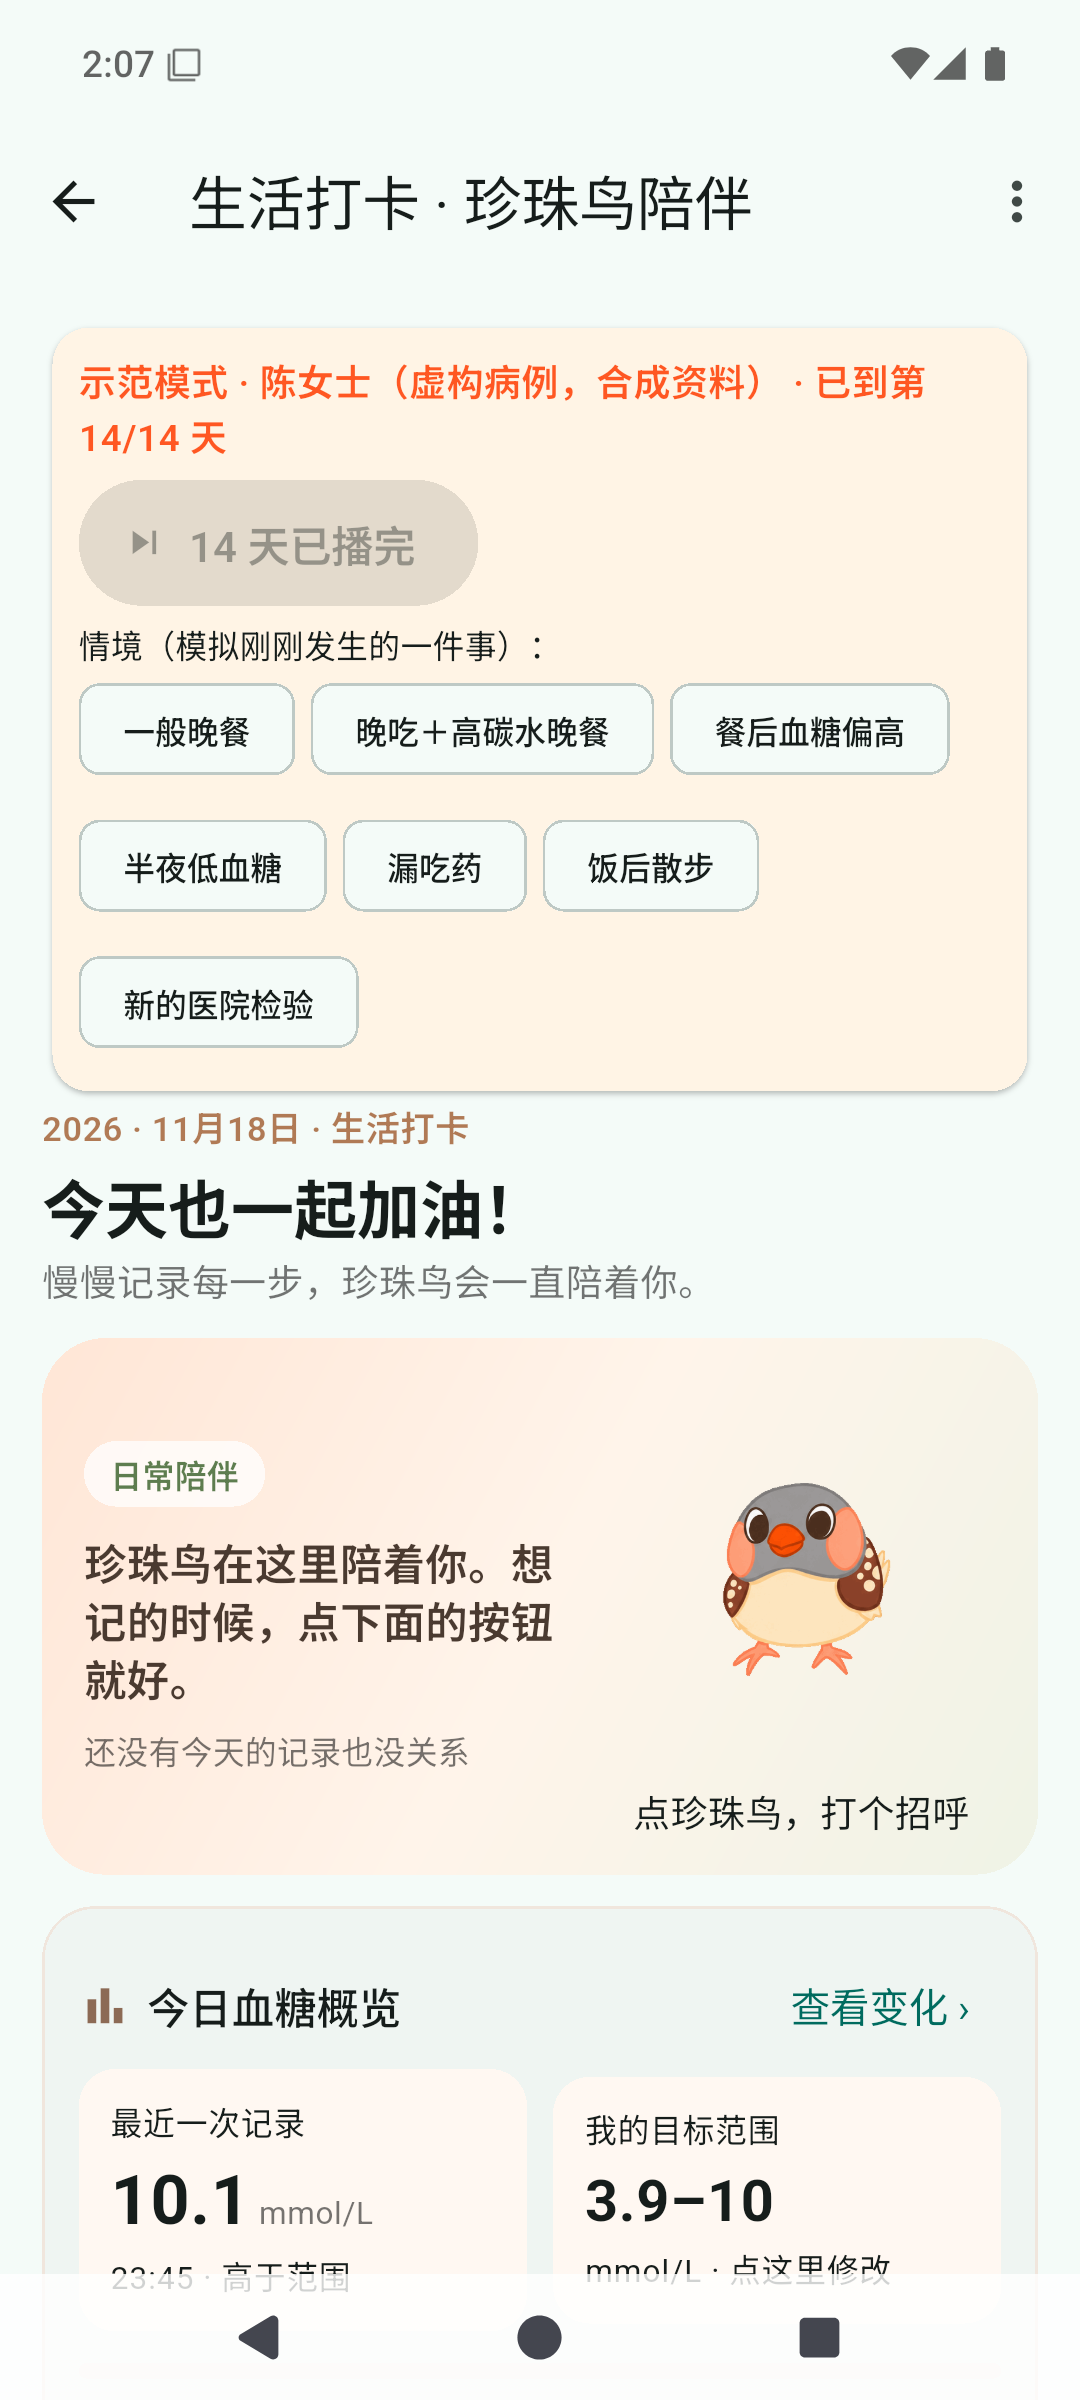 2:07
生活打卡 · 珍珠鸟陪伴
示范模式 · 陈女士（虚构病例，合成资料） · 已到第
14/14 天
14 天已播完
情境（模拟刚刚发生的一件事）：
一般晚餐
晚吃＋高碳水晚餐
餐后血糖偏高
半夜低血糖
漏吃药
饭后散步
新的医院检验
2026 · 11月18日 · 生活打卡
今天也一起加油！
慢慢记录每一步，珍珠鸟会一直陪着你。
日常陪伴
珍珠鸟在这里陪着你。想
记的时候，点下面的按钮
就好。
还没有今天的记录也没关系
点珍珠鸟，打个招呼
今日血糖概览
查看变化 ›
最近一次记录
10.1 mmol/L
23:45 · 高于范围
我的目标范围
3.9–10
mmol/L · 点这里修改